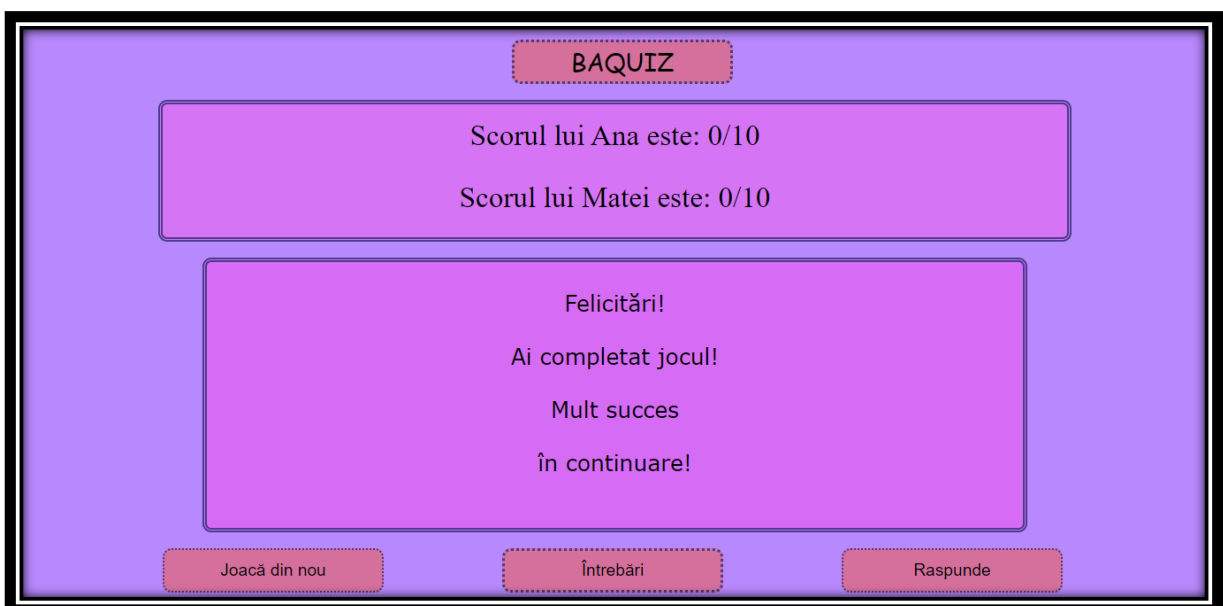 BAQUIZ
Scorul lui Ana este: 0/10
Scorul lui Matei este: 0/10
Felicitări!
Ai completat jocul!
Mult succes
în continuare!
Joacă din nou
Întrebări
Raspunde